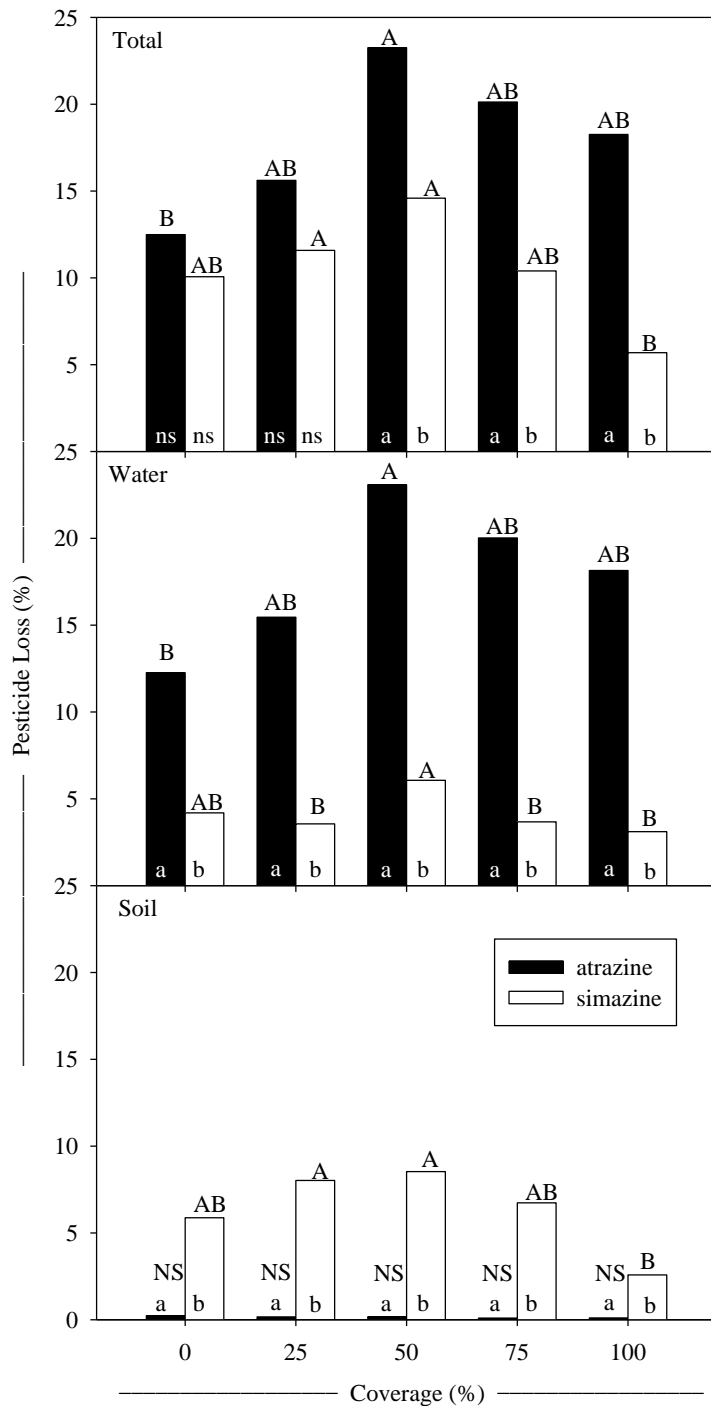 25
Total
A
AB
AB
20
AB
A
15
B
A
AB
AB
10
B
5
ns ns ns ns a b a b a b
25
Water
A
AB
20
AB
AB
15
B
10
A
AB
B
B
B
5
a b a b a b a b a b
25
Soil
20
atrazine
simazine
15
10
A
A
AB
AB
5
NS NS NS NS NS B
a b a b a b a b a b
0
0 25 50 75 100
Coverage (%)
Pesticide Loss (%)